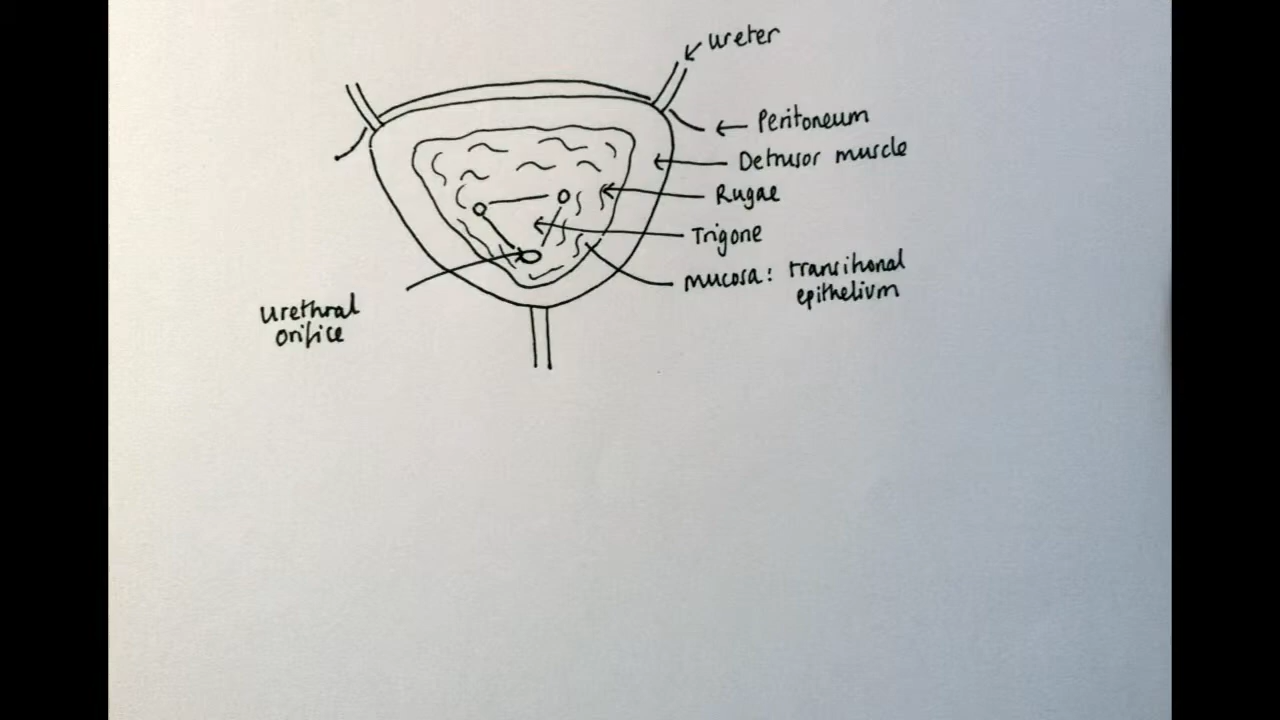 ureter
Peritoneum
Detrusor muscle
Rugae
Trigone
mucosa: transitional
epithelium
urethral
orifice